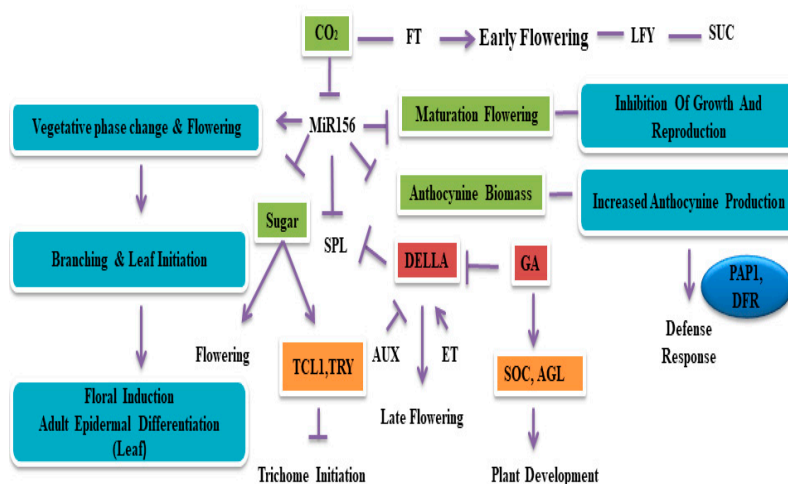 CO₂
FT
Early Flowering
LFY
SUC
Vegetative phase change & Flowering
MiR156
Maturation Flowering
Inhibition Of Growth And
Reproduction
Anthocynine Biomass
Increased Anthocynine Production
Sugar
SPL
Branching & Leaf Initiation
DELLA
GA
PAP1,
DFR
Defense
Response
Flowering
TCL1,TRY
AUX
ET
SOC, AGL
Floral Induction
Adult Epidermal Differentiation
(Leaf)
Late Flowering
Trichome Initiation
Plant Development